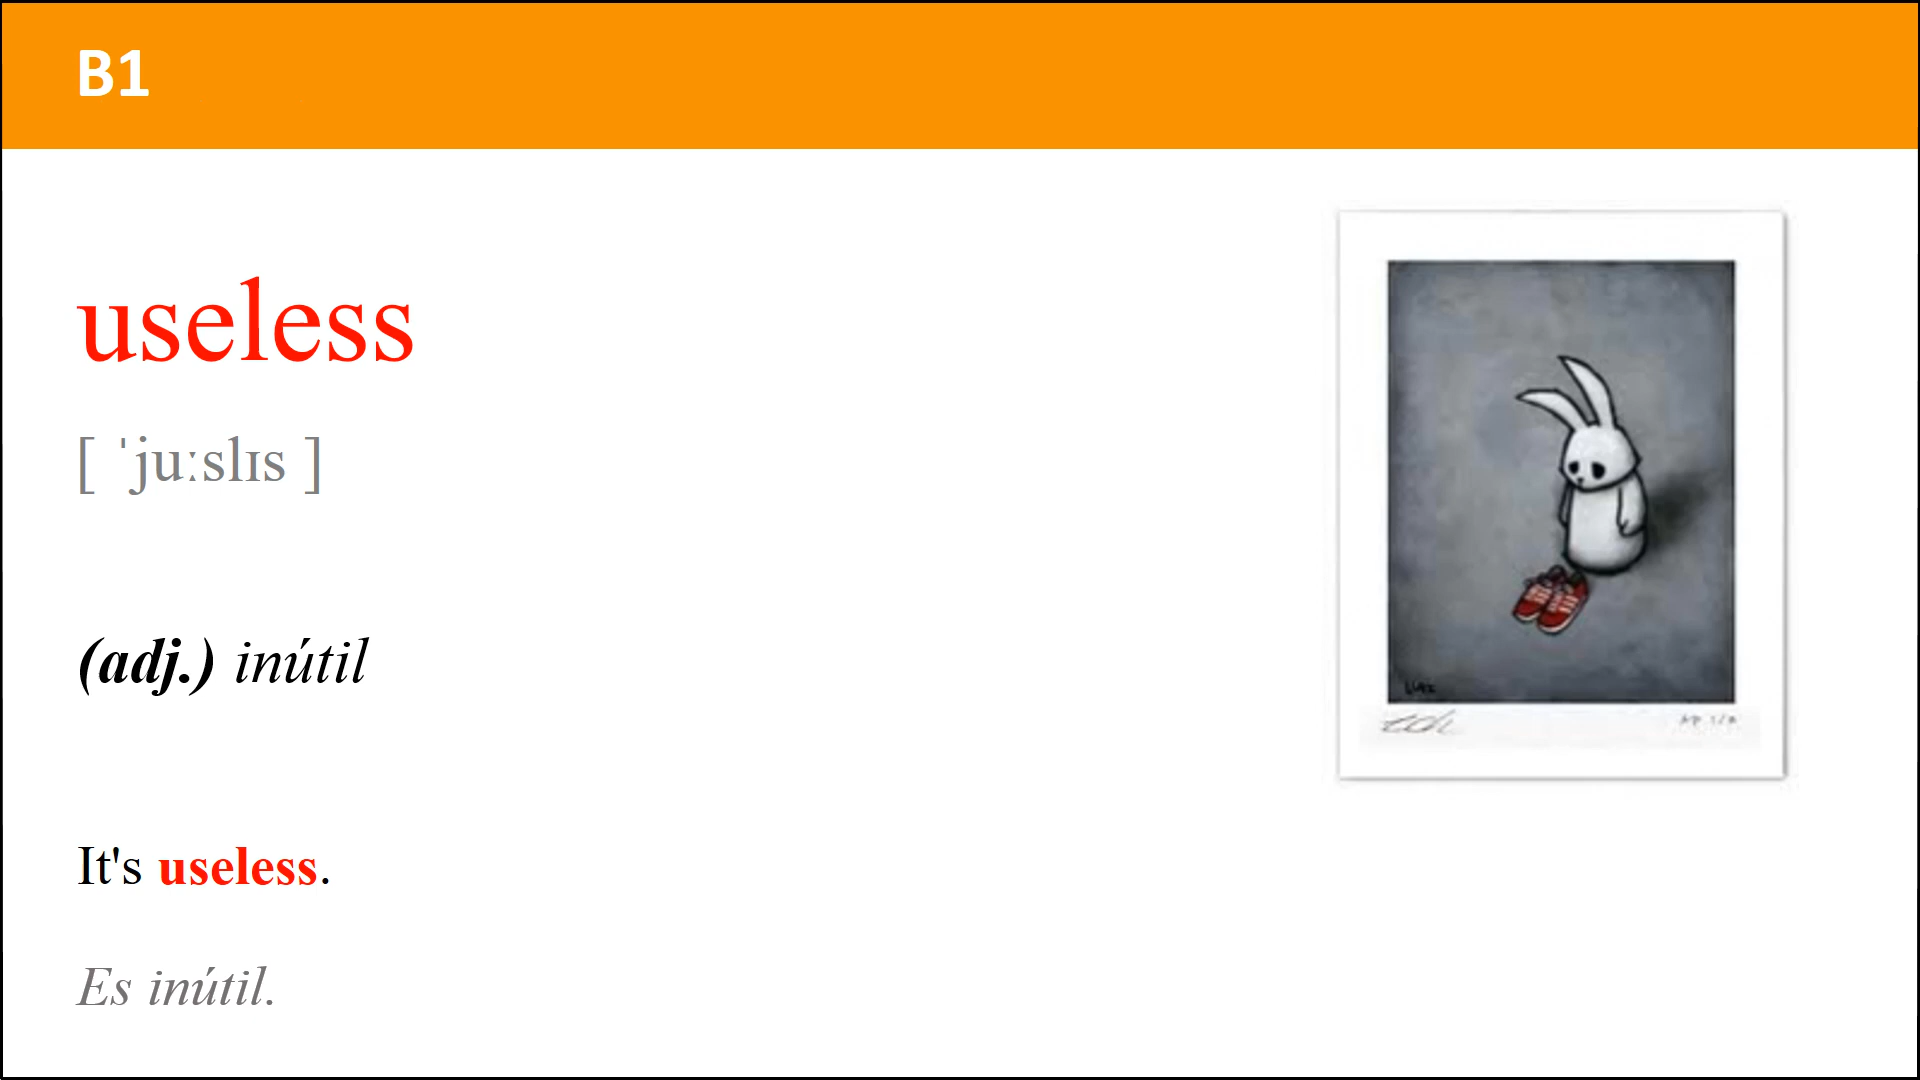 B1
useless
[ ˈjuːslɪs ]
(adj.) inútil
It's useless.
Es inútil.